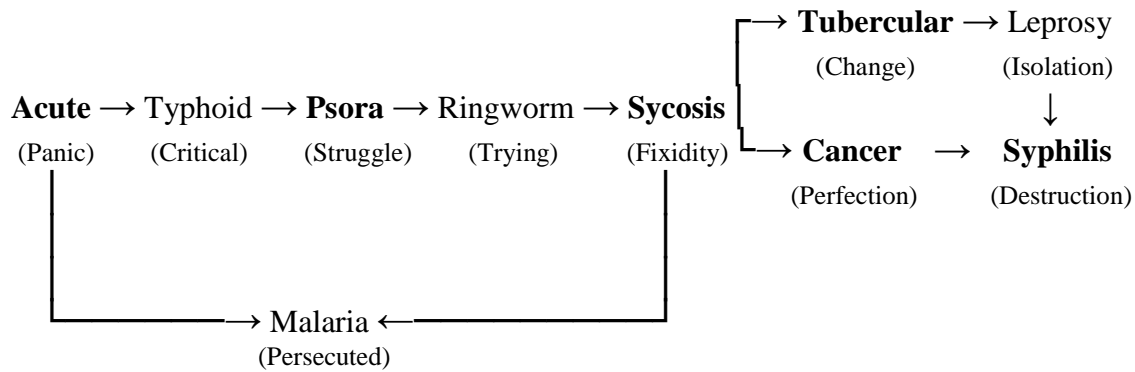 Tubercular → Leprosy
(Change) (Isolation)
Acute → Typhoid → Psora → Ringworm → Sycosis
(Panic) (Critical) (Struggle) (Trying) (Fixidity)
Cancer → Syphilis
(Perfection) (Destruction)
Malaria
(Persecuted)